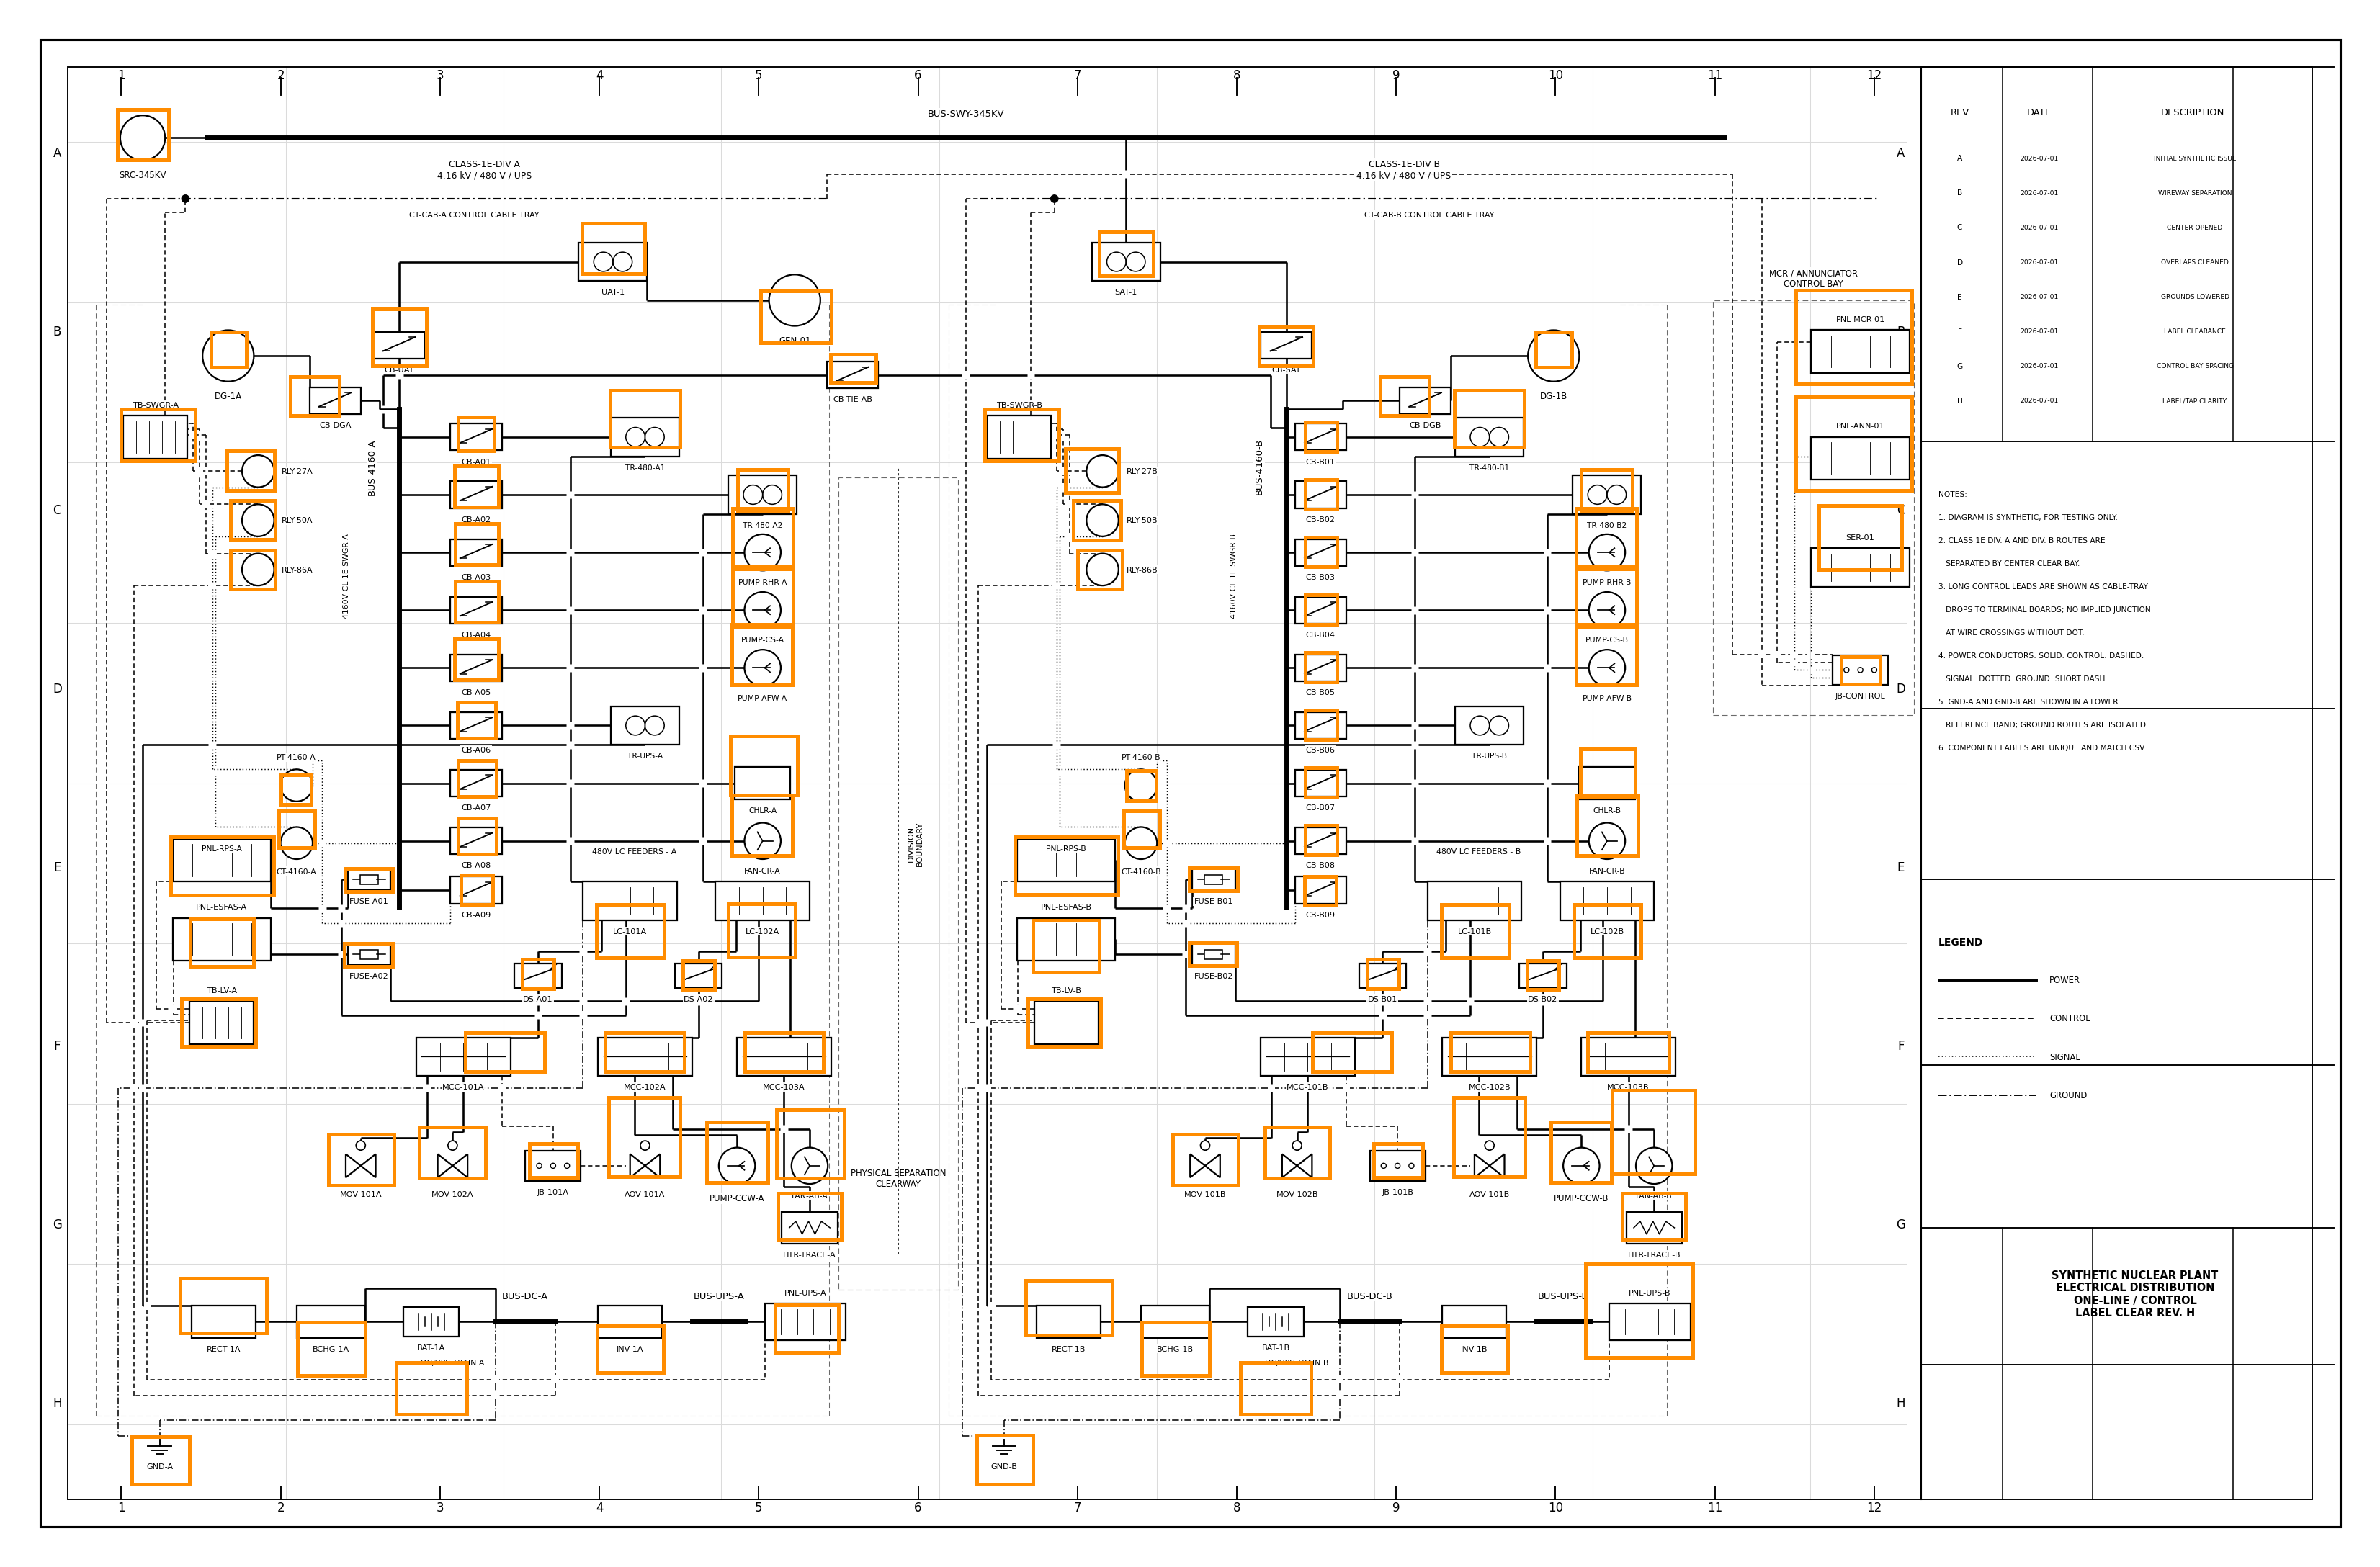 1 2 3 4 5 6 7 8 9 10 11 12
BUS-SWY-345KV
REV DATE DESCRIPTION
A 2026-07-01 INITIAL SYNTHETIC ISSUE
B 2026-07-01 WIREWAY SEPARATION
C 2026-07-01 CENTER OPENED
D 2026-07-01 OVERLAPS CLEANED
E 2026-07-01 GROUNDS LOWERED
F 2026-07-01 LABEL CLEARANCE
G 2026-07-01 CONTROL BAY SPACING
H 2026-07-01 LABEL/TAP CLARITY
A A
SRC-345KV
CLASS-1E-DIV A
4.16 kV / 480 V / UPS
CLASS-1E-DIV B
4.16 kV / 480 V / UPS
CT-CAB-A CONTROL CABLE TRAY
CT-CAB-B CONTROL CABLE TRAY
UAT-1
SAT-1
MCR / ANNUNCIATOR
CONTROL BAY
B
PNL-MCR-01
GEN-01
CB-UAT
CB-SAT
DG-1A
CB-TIE-AB
DG-1B
TB-SWGR-A
CB-DGA
TB-SWGR-B
CB-DGB
PNL-ANN-01
BUS-4160-A
BUS-4160-B
CB-A01
TR-480-A1
CB-B01
TR-480-B1
RLY-27A
RLY-27B
C
CB-A02
TR-480-A2
CB-B02
TR-480-B2
RLY-50A
RLY-50B
SER-01
4160V CL 1E SWGR A
4160V CL 1E SWGR B
RLY-86A
CB-A03
PUMP-RHR-A
RLY-86B
CB-B03
PUMP-RHR-B
CB-A04
PUMP-CS-A
CB-B04
PUMP-CS-B
D D
CB-A05
PUMP-AFW-A
CB-B05
PUMP-AFW-B
JB-CONTROL
CB-A06
TR-UPS-A
CB-B06
TR-UPS-B
PT-4160-A
PT-4160-B
CB-A07
CHLR-A
CB-B07
CHLR-B
NOTES:
1. DIAGRAM IS SYNTHETIC; FOR TESTING ONLY.
2. CLASS 1E DIV. A AND DIV. B ROUTES ARE
SEPARATED BY CENTER CLEAR BAY.
3. LONG CONTROL LEADS ARE SHOWN AS CABLE-TRAY
DROPS TO TERMINAL BOARDS; NO IMPLIED JUNCTION
AT WIRE CROSSINGS WITHOUT DOT.
4. POWER CONDUCTORS: SOLID. CONTROL: DASHED.
SIGNAL: DOTTED. GROUND: SHORT DASH.
5. GND-A AND GND-B ARE SHOWN IN A LOWER
REFERENCE BAND; GROUND ROUTES ARE ISOLATED.
6. COMPONENT LABELS ARE UNIQUE AND MATCH CSV.
DIVISION
BOUNDARY
PNL-RPS-A
480V LC FEEDERS - A
PNL-RPS-B
480V LC FEEDERS - B
E E
CT-4160-A
CB-A08
FAN-CR-A
CT-4160-B
CB-B08
FAN-CR-B
PNL-ESFAS-A
FUSE-A01
CB-A09
PNL-ESFAS-B
FUSE-B01
CB-B09
LC-101A
LC-102A
LC-101B
LC-102B
LEGEND
POWER
CONTROL
SIGNAL
GROUND
FUSE-A02
FUSE-B02
TB-LV-A
DS-A01
DS-A02
TB-LV-B
DS-B01
DS-B02
F F
MCC-101A
MCC-102A
MCC-103A
MCC-101B
MCC-102B
MCC-103B
PHYSICAL SEPARATION
CLEARWAY
MOV-101A
MOV-102A
JB-101A
AOV-101A
PUMP-CCW-A
FAN-AB-A
MOV-101B
MOV-102B
JB-101B
AOV-101B
PUMP-CCW-B
FAN-AB-B
G G
HTR-TRACE-A
HTR-TRACE-B
SYNTHETIC NUCLEAR PLANT
ELECTRICAL DISTRIBUTION
ONE-LINE / CONTROL
LABEL CLEAR REV. H
BUS-DC-A
BUS-UPS-A
PNL-UPS-A
BUS-DC-B
BUS-UPS-B
PNL-UPS-B
RECT-1A
BCHG-1A
BAT-1A
INV-1A
RECT-1B
BCHG-1B
BAT-1B
INV-1B
DC/UPS TRAIN A
DC/UPS TRAIN B
H H
GND-A
GND-B
1 2 3 4 5 6 7 8 9 10 11 12